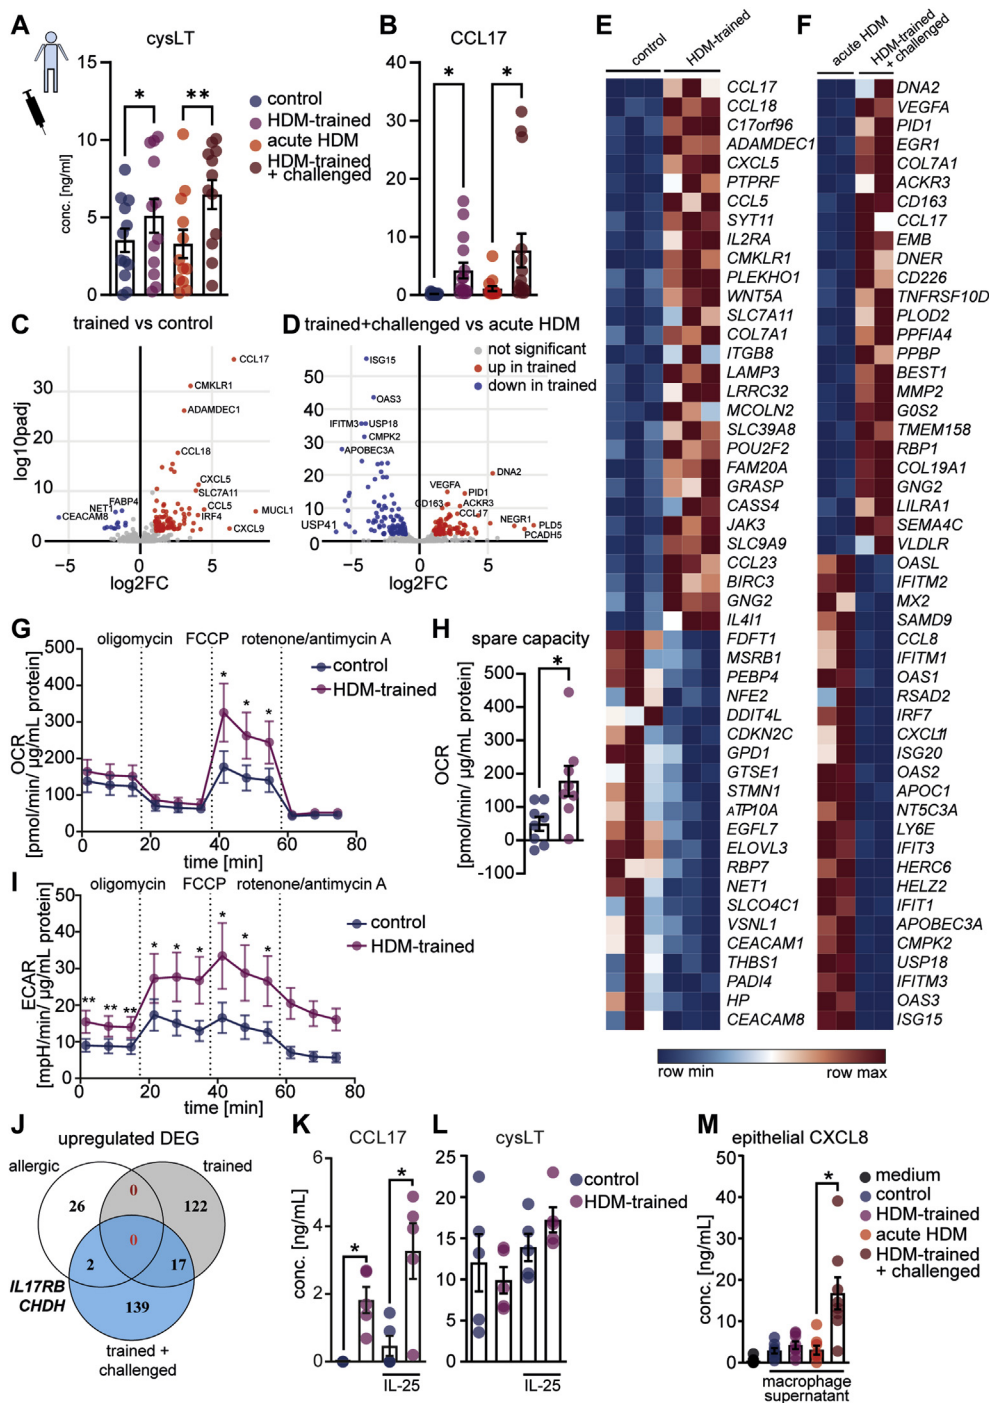 A
cysLT
15
10
5
0
conc. [ng/ml]
*
**
control
HDM-trained
acute HDM
HDM-trained
+ challenged
B
CCL17
40
30
20
10
0
*
*
C
trained vs control
log10padj
30
20
10
0
-5
0
5
log2FC
CCL17
CMKLR1
ADAMDEC1
CCL18
CXCL5
SLC7A11
CCL5
IRF4
MUCL1
CXCL9
FABP4
NET1
CEACAM8
D
trained+challenged vs acute HDM
not significant
up in trained
down in trained
50
40
30
20
10
0
-5
0
5
log2FC
ISG15
OAS3
IFITM3
USP18
CMPK2
APOBEC3A
USP41
DNA2
VEGFA
PID1
CD163
ACKR3
CCL17
NEGR1
PLD5
PCADH5
E
control
HDM-trained
CCL17
CCL18
C17orf96
ADAMDEC1
CXCL5
PTPRF
CCL5
SYT11
IL2RA
CMKLR1
PLEKHO1
WNT5A
SLC7A11
COL7A1
ITGB8
LAMP3
LRRC32
MCOLN2
SLC39A8
POU2F2
FAM20A
GRASP
CASS4
JAK3
SLC9A9
CCL23
BIRC3
GNG2
IL4I1
FDFT1
MSRB1
PEBP4
NFE2
DDIT4L
CDKN2C
GPD1
GTSE1
STMN1
ATP10A
EGFL7
ELOVL3
RBP7
NET1
SLCO4C1
VSNL1
CEACAM1
THBS1
PADI4
HP
CEACAM8
F
acute HDM
HDM-trained
+ challenged
DNA2
VEGFA
PID1
EGR1
COL7A1
ACKR3
CD163
CCL17
EMB
DNER
CD226
TNFRSF10D
PLOD2
PPFIA4
PPBP
BEST1
MMP2
G0S2
TMEM158
RBP1
COL19A1
GNG2
LILRA1
SEMA4C
VLDLR
OASL
IFITM2
MX2
SAMD9
CCL8
IFITM1
OAS1
RSAD2
IRF7
CXCL11
ISG20
OAS2
APOC1
NT5C3A
LY6E
IFIT3
HERC6
HELZ2
IFIT1
APOBEC3A
CMPK2
USP18
IFITM3
OAS3
ISG15
row min
row max
G
oligomycin
FCCP
rotenone/antimycin A
control
HDM-trained
OCR
[pmol/min/ µg/mL protein]
500
400
300
200
100
0
* * *
0
20
40
60
80
time [min]
H
spare capacity
OCR
[pmol/min/ µg/mL protein]
500
400
300
200
100
0
-100
*
I
oligomycin
FCCP
rotenone/antimycin A
control
HDM-trained
ECAR
[mpH/min/ µg/mL protein]
50
40
30
20
10
0
** ** **
* * *
* * *
0
20
40
60
80
time [min]
J
upregulated DEG
allergic
trained
26
0
122
0
2
17
IL17RB
CHDH
139
trained +
challenged
K
CCL17
conc. [ng/mL]
6
4
2
0
*
*
IL-25
L
cysLT
25
20
15
10
5
0
IL-25
control
HDM-trained
M
epithelial CXCL8
conc. [ng/mL]
50
40
30
20
10
0
*
medium
control
HDM-trained
acute HDM
HDM-trained
+ challenged
macrophage
supernatant